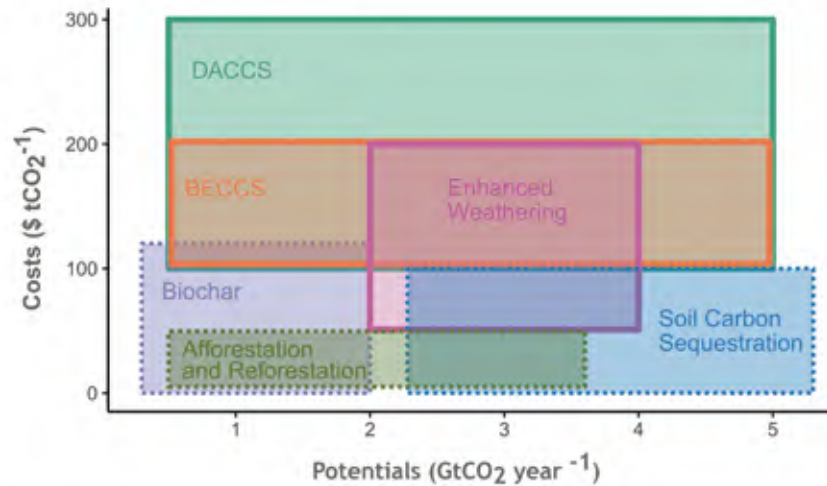 300
DACCS
200
BECCS
Enhanced
Weathering
Costs ($ tCO2-1)
100
Biochar
Soil Carbon
Sequestration
Afforestation
and Reforestation
0
1 2 3 4 5
Potentials (GtCO2 year -1)